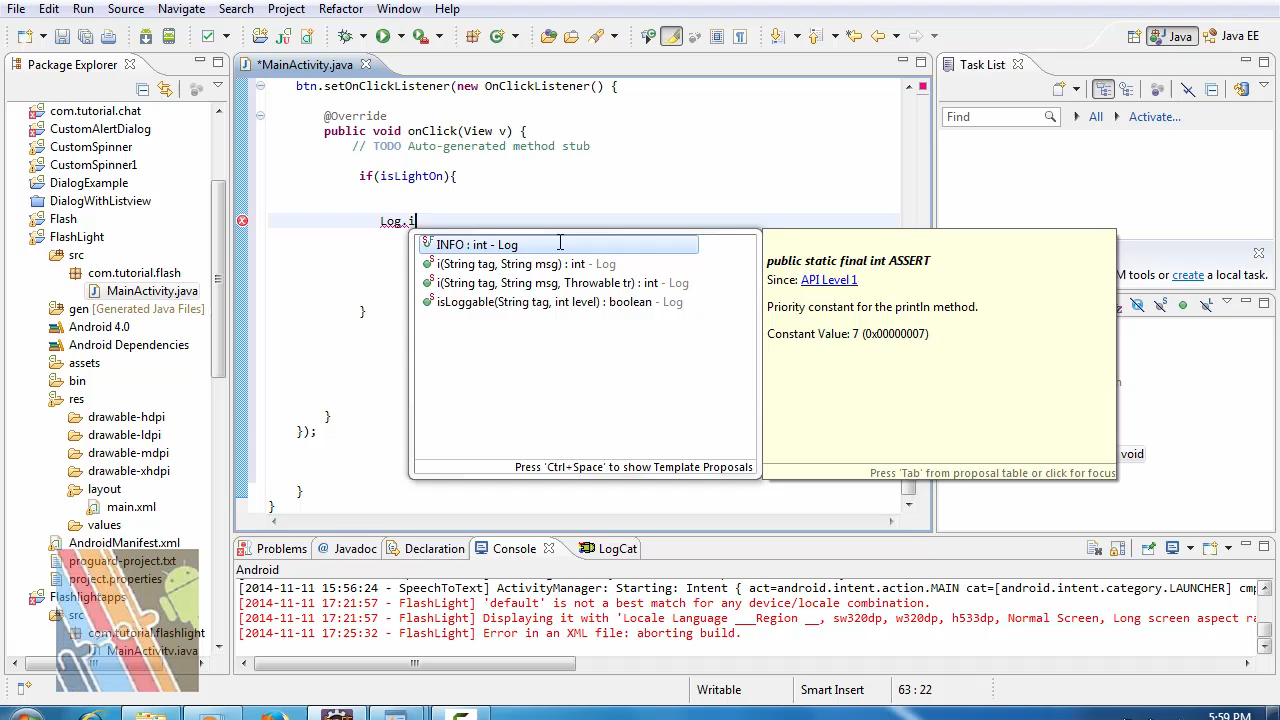 File Edit Run Source Navigate Search Project Refactor Window Help
Java Java EE
Package Explorer
*MainActivity.java
Task List
com.tutorial.chat
CustomAlertDialog
CustomSpinner
CustomSpinner1
DialogExample
DialogWithListview
Flash
FlashLight
src
com.tutorial.flash
MainActivity.java
gen [Generated Java Files]
Android 4.0
Android Dependencies
assets
bin
res
drawable-hdpi
drawable-ldpi
drawable-mdpi
drawable-xhdpi
layout
main.xml
values
AndroidManifest.xml
proguard-project.txt
project.properties
Flashlightapps
src
com.tutorial.flashlight
MainActivity.java
btn.setOnClickListener(new OnClickListener() {
@Override
public void onClick(View v) {
// TODO Auto-generated method stub
if(isLightOn){
Log.i
}
}
});
}
}
INFO : int - Log
i(String tag, String msg) : int - Log
i(String tag, String msg, Throwable tr) : int - Log
isLoggable(String tag, int level) : boolean - Log
Press 'Ctrl+Space' to show Template Proposals
public static final int ASSERT
Since: API Level 1
Priority constant for the println method.
Constant Value: 7 (0x00000007)
Press 'Tab' from proposal table or click for focus
Find All Activate...
M tools or create a local task.
void
Problems Javadoc Declaration Console LogCat
Android
[2014-11-11 15:56:24 - SpeechToText] ActivityManager: Starting: Intent { act=android.intent.action.MAIN cat=[android.intent.category.LAUNCHER] cmp
[2014-11-11 17:21:57 - FlashLight] 'default' is not a best match for any device/locale combination.
[2014-11-11 17:21:57 - FlashLight] Displaying it with 'Locale Language ___Region __, sw320dp, w320dp, h533dp, Normal Screen, Long screen aspect ra
[2014-11-11 17:25:32 - FlashLight] Error in an XML file: aborting build.
Writable Smart Insert 63 : 22
5:59 PM